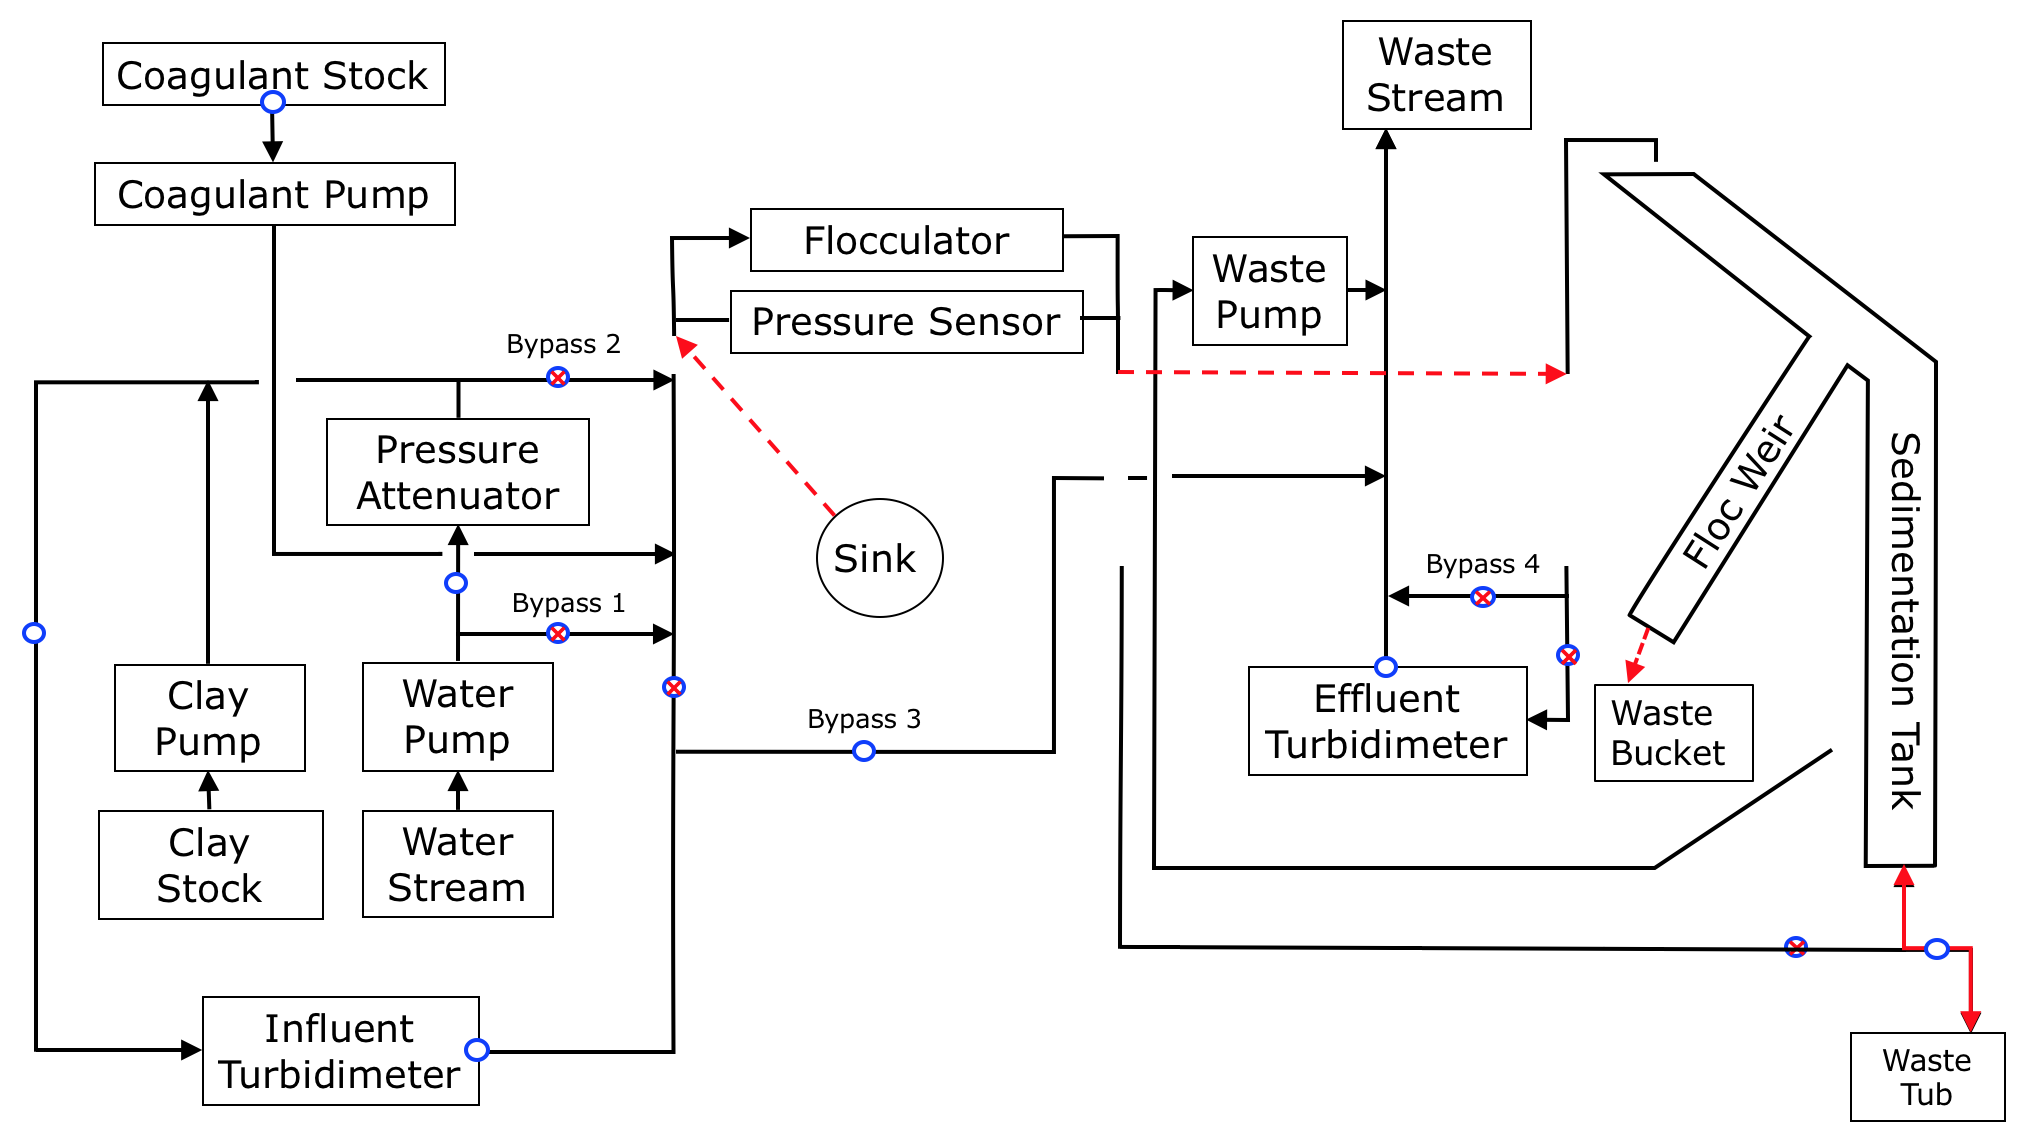 Coagulant Stock
Coagulant Pump
Waste
Stream
Flocculator
Pressure Sensor
Waste
Pump
Bypass 2
Pressure
Attenuator
Sink
Bypass 1
Bypass 4
Floc Weir
Sedimentation Tank
Clay
Pump
Water
Pump
Bypass 3
Effluent
Turbidimeter
Waste
Bucket
Clay
Stock
Water
Stream
Influent
Turbidimeter
Waste
Tub